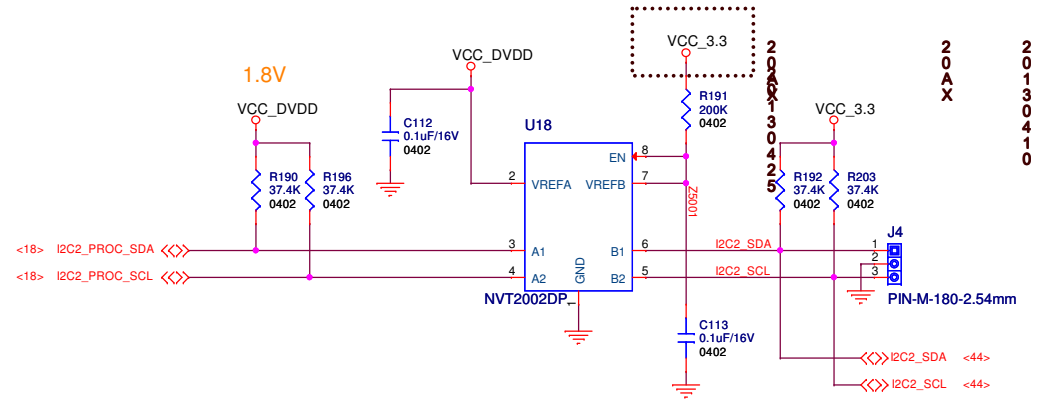 VCC_3.3
VCC_DVDD
1.8V
VCC_DVDD
R191
200K
0402
VCC_3.3
C112
0.1uF/16V
0402
U18
R190
37.4K
0402
R196
37.4K
0402
2 VREFA
EN 8
VREFB 7
Z5001
R192
37.4K
0402
R203
37.4K
0402
20AX
20130410
20130425
<18> I2C2_PROC_SDA
3 A1
B1 6
I2C2_SDA
<18> I2C2_PROC_SCL
4 A2
B2 5
I2C2_SCL
GND
1
NVT2002DP
J4
1
2
3
PIN-M-180-2.54mm
C113
0.1uF/16V
0402
I2C2_SDA <44>
I2C2_SCL <44>